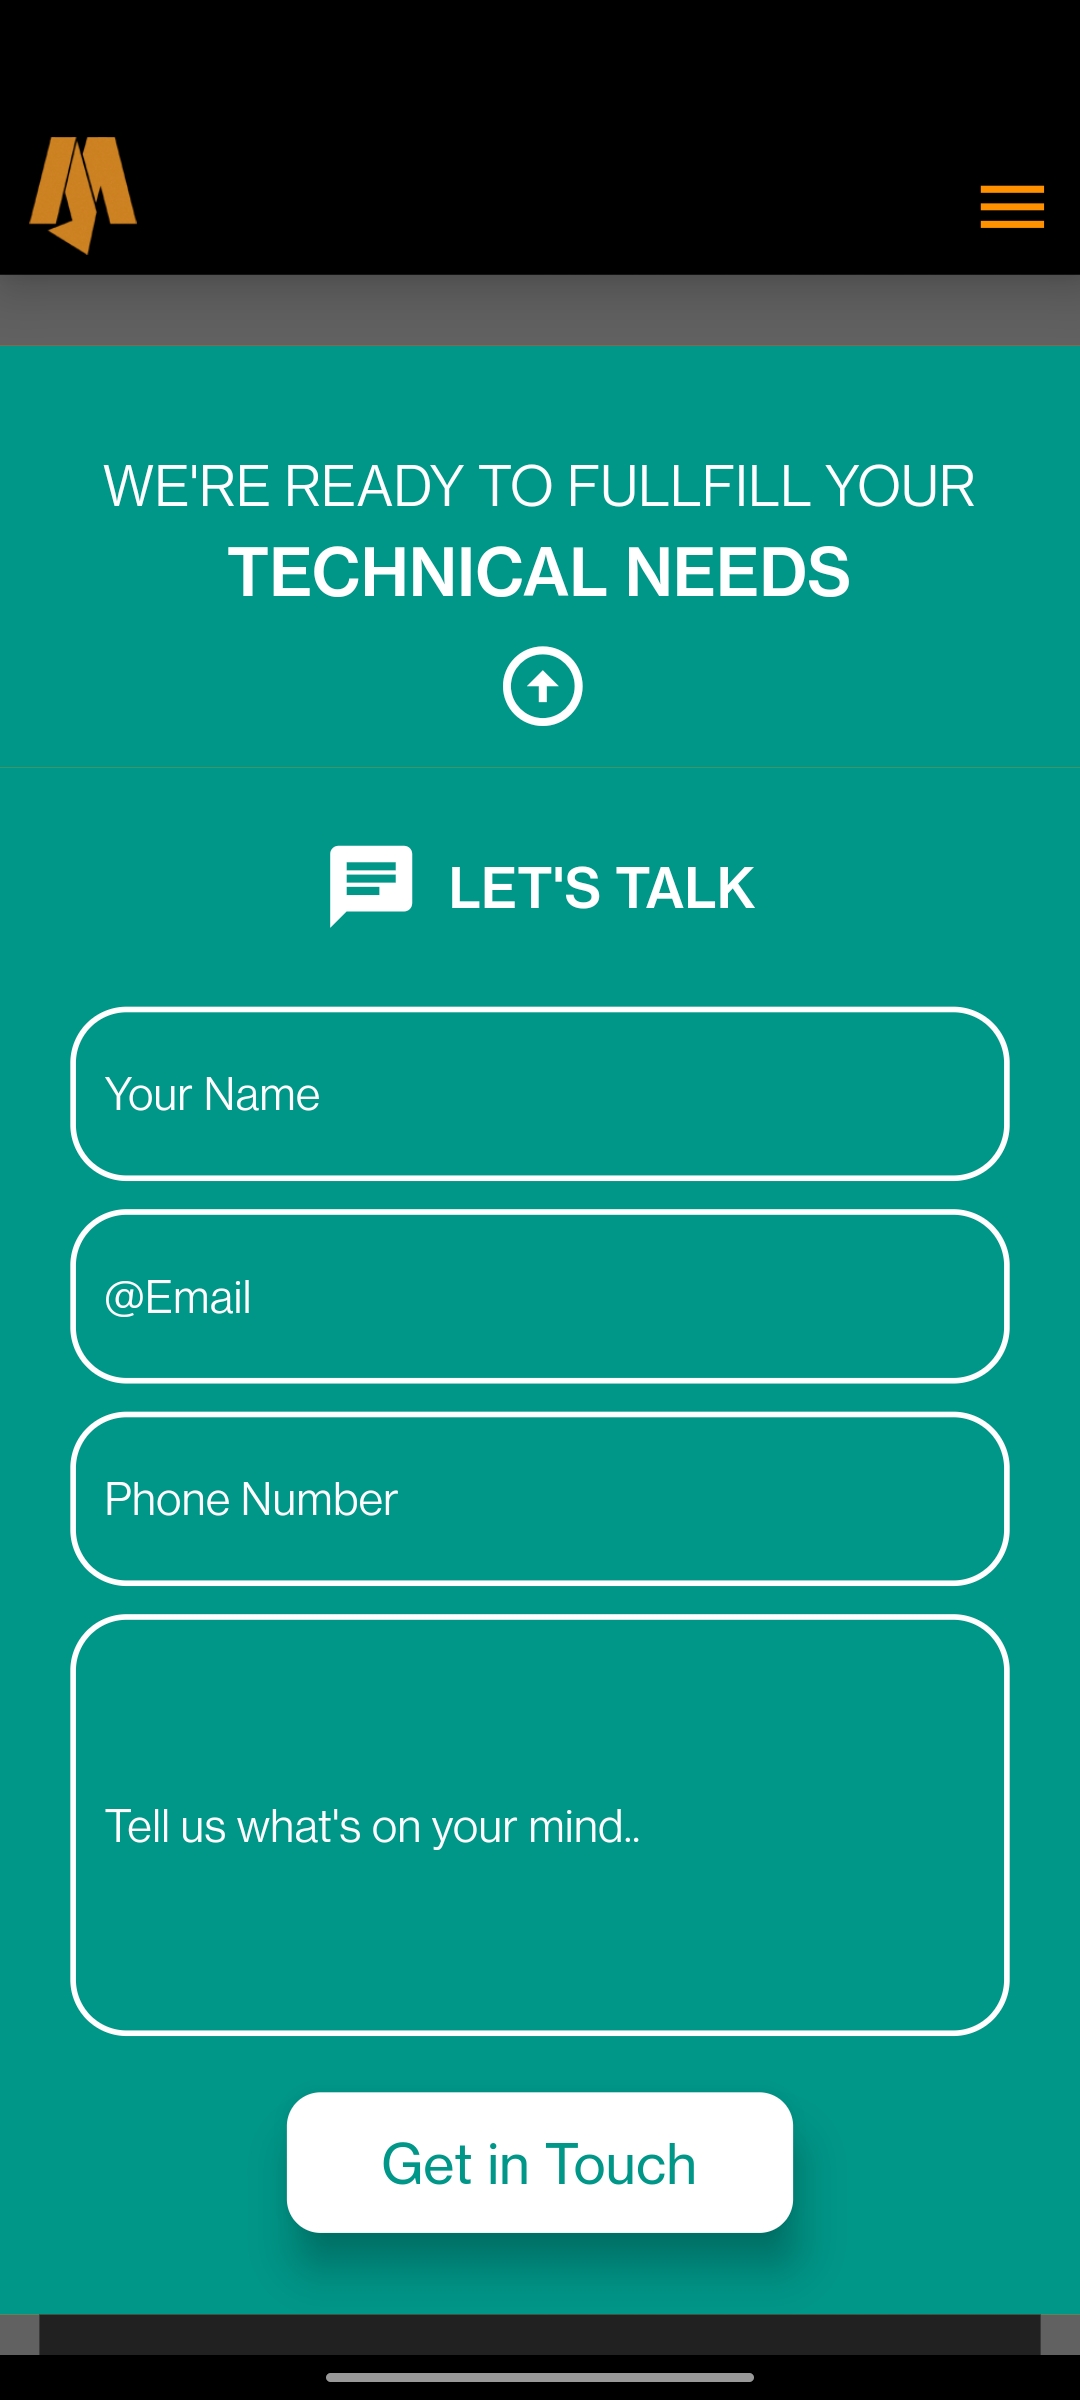 WE'RE READY TO FULLFILL YOUR
TECHNICAL NEEDS
LET'S TALK
Your Name
@Email
Phone Number
Tell us what's on your mind..
Get in Touch